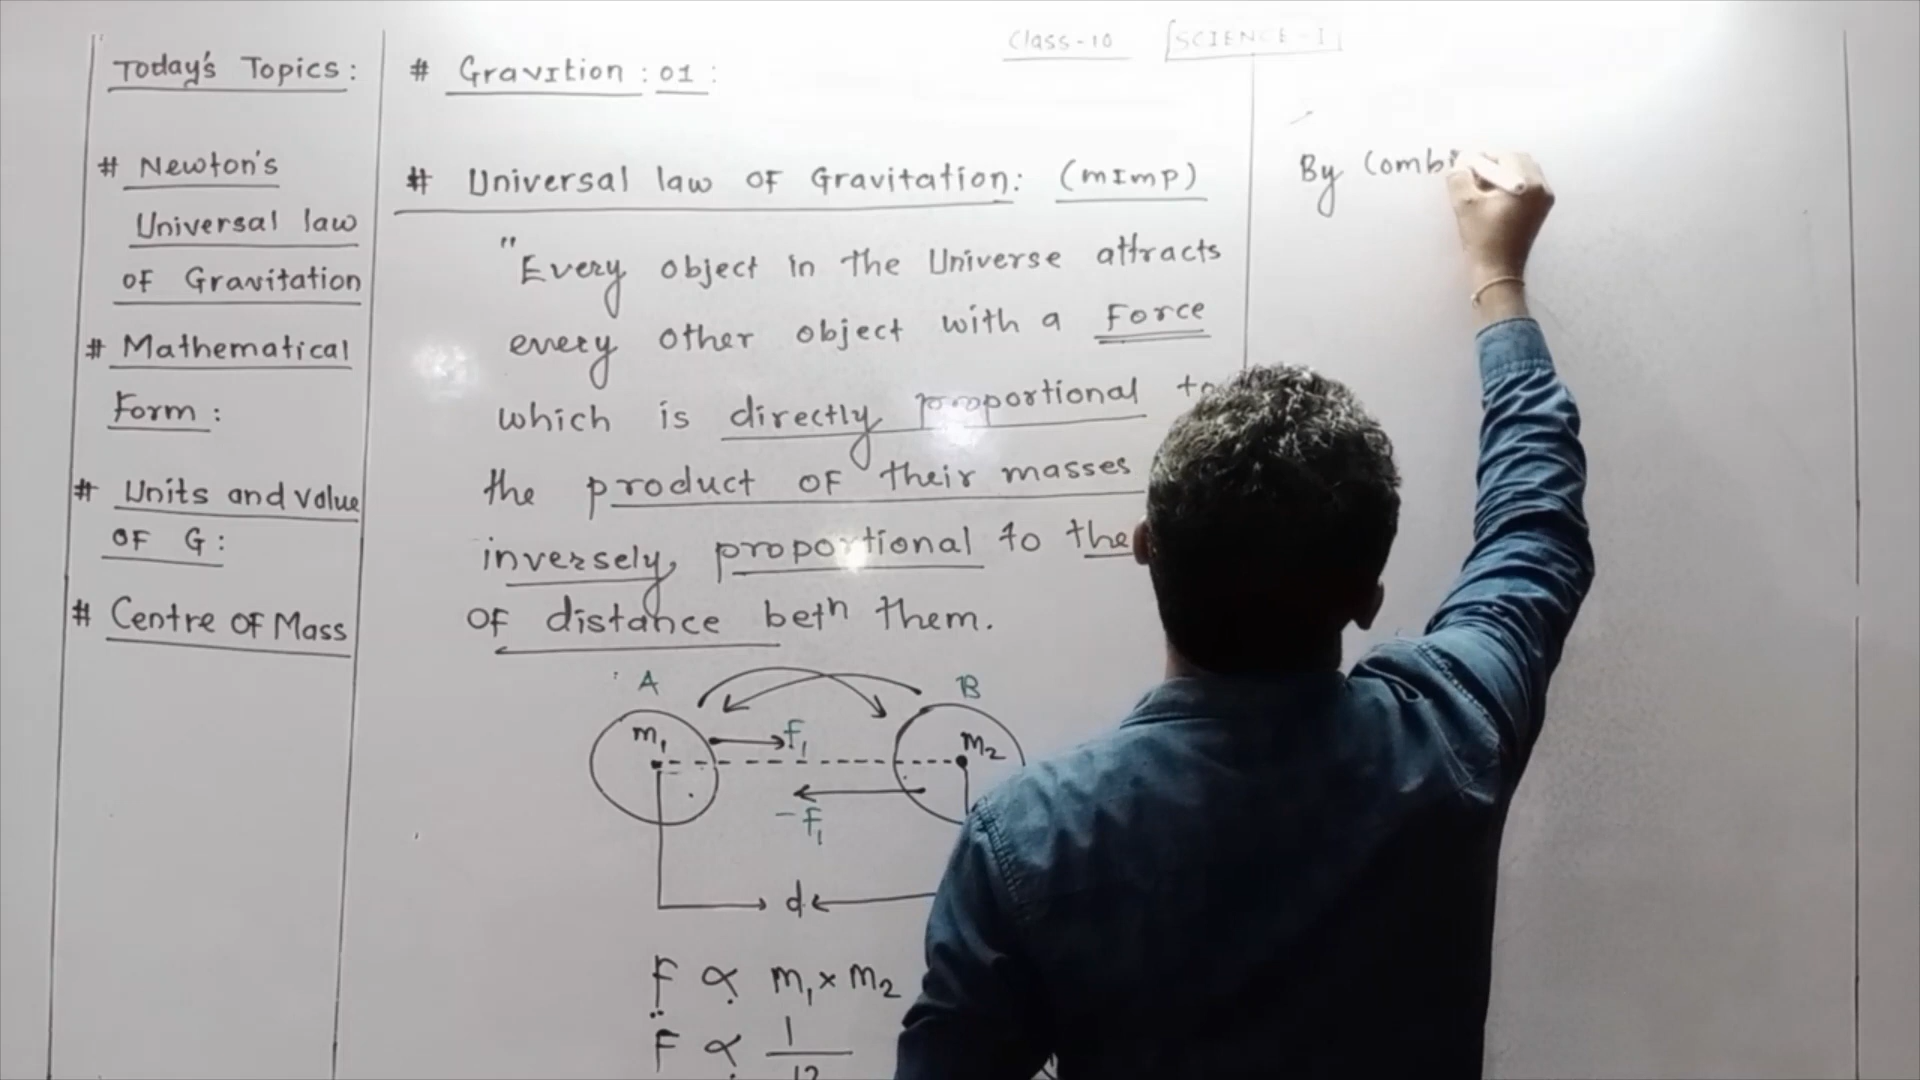 Class-10 SCIENCE-I
Today's Topics:
# Newton's
Universal law
of Gravitation
# Mathematical
Form:
# Units and value
OF G:
# Centre OF Mass
# Gravition: 01:
# Universal law OF Gravitation: (mImp)
"Every object in the Universe attracts
every other object with a Force
which is directly proportional to
the product OF their masses
inversely proportional to the
OF distance betn them.
A B
m₁ f₁ m₂
-f₁
d
F ∝ m₁ x m₂
F ∝ 1
By